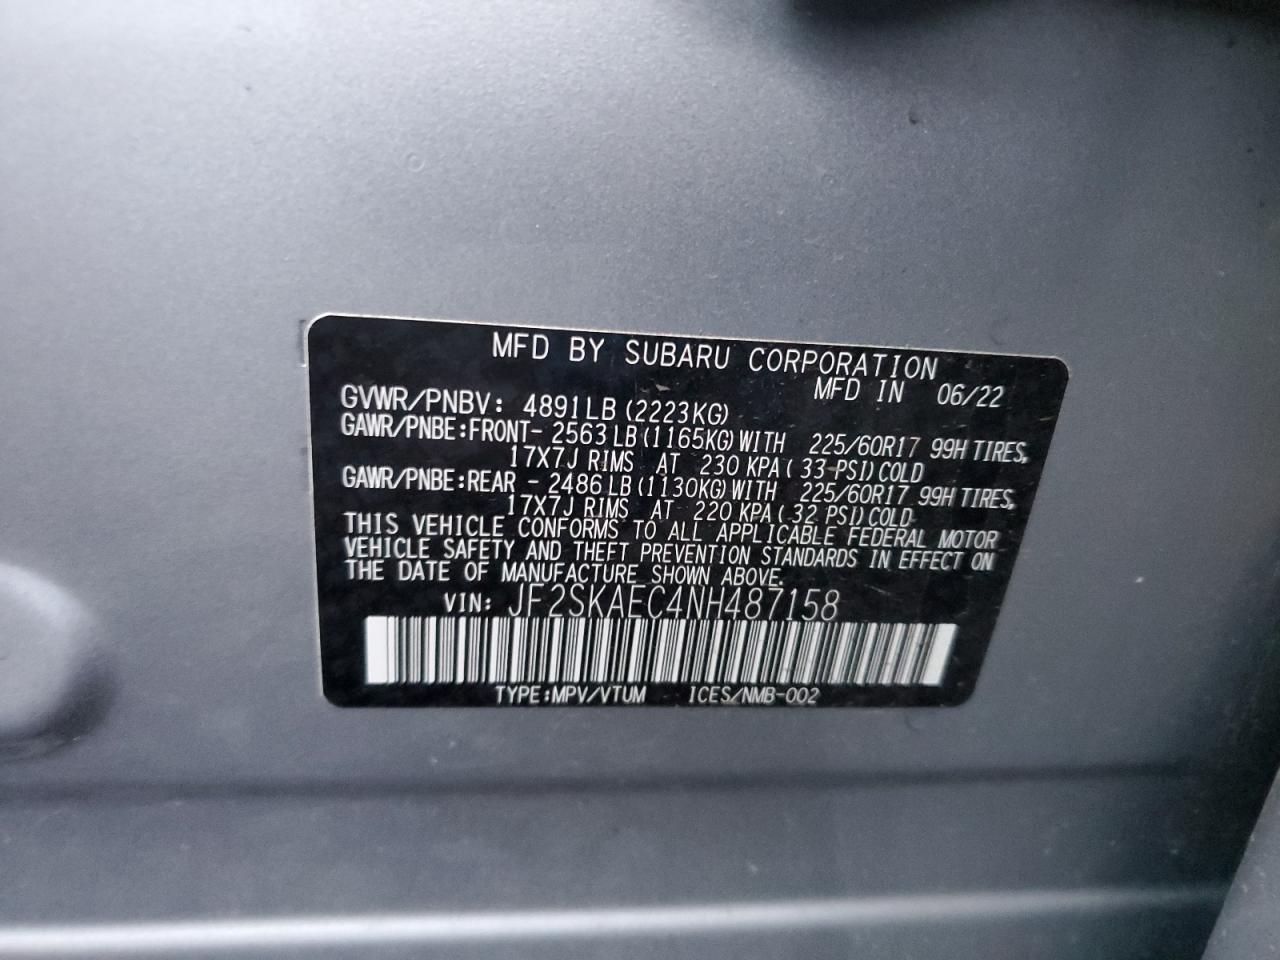 MFD BY SUBARU CORPORATION
MFD IN 06/22
GVWR/PNBV: 4891LB (2223KG)
GAWR/PNBE:FRONT- 2563LB (1165KG) WITH 225/60R17 99H TIRES,
17X7J RIMS AT 230 KPA ( 33 PSI) COLD
GAWR/PNBE:REAR - 2486LB (1130KG) WITH 225/60R17 99H TIRES,
17X7J RIMS AT 220 KPA ( 32 PSI) COLD
THIS VEHICLE CONFORMS TO ALL APPLICABLE FEDERAL MOTOR
VEHICLE SAFETY AND THEFT PREVENTION STANDARDS IN EFFECT ON
THE DATE OF MANUFACTURE SHOWN ABOVE.
VIN: JF2SKAEC4NH487158
TYPE:MPV/VTUM ICES/NMB-002